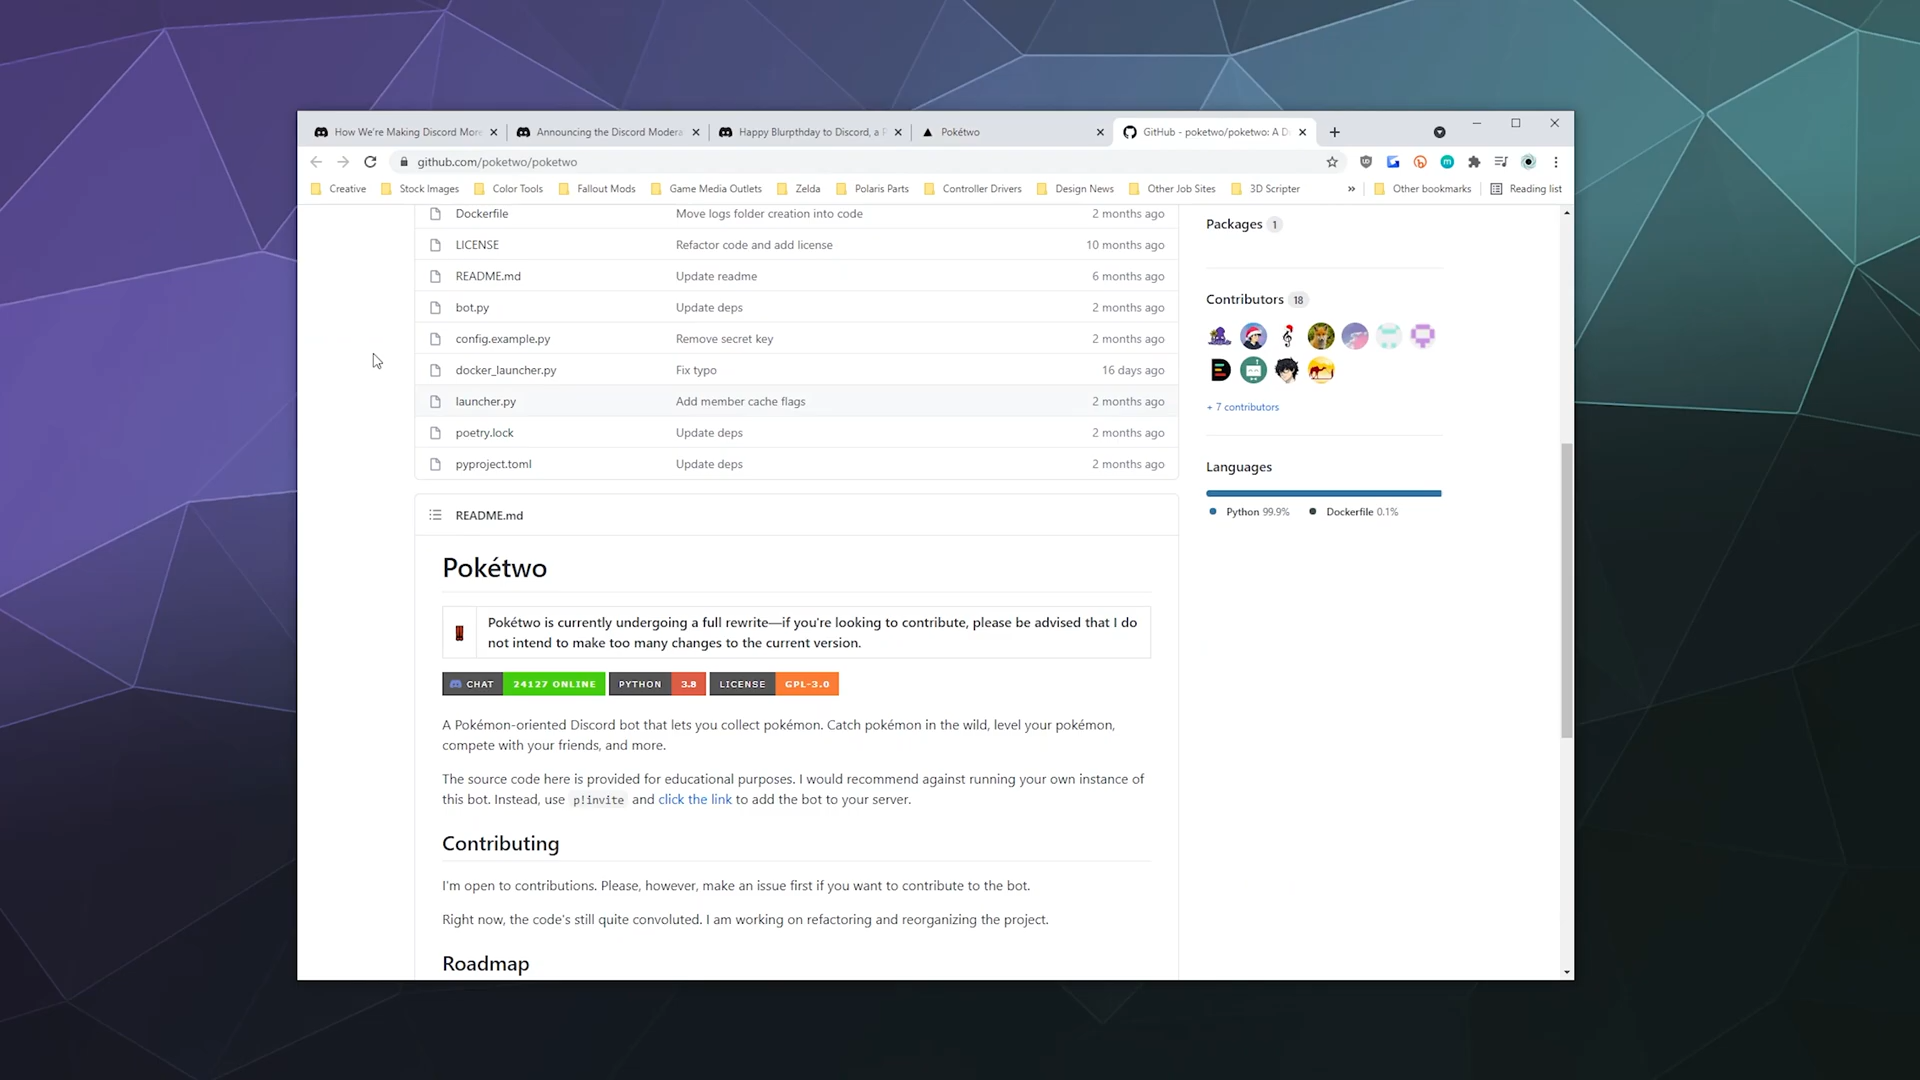 How We're Making Discord More
Announcing the Discord Modera
Happy Blurpthday to Discord, a P
Pokétwo
GitHub - poketwo/poketwo: A D
github.com/poketwo/poketwo
Creative
Stock Images
Color Tools
Fallout Mods
Game Media Outlets
Zelda
Polaris Parts
Controller Drivers
Design News
Other Job Sites
3D Scripter
»
Other bookmarks
Reading list
Dockerfile Move logs folder creation into code 2 months ago
LICENSE Refactor code and add license 10 months ago
README.md Update readme 6 months ago
bot.py Update deps 2 months ago
config.example.py Remove secret key 2 months ago
docker_launcher.py Fix typo 16 days ago
launcher.py Add member cache flags 2 months ago
poetry.lock Update deps 2 months ago
pyproject.toml Update deps 2 months ago
README.md
Pokétwo
Pokétwo is currently undergoing a full rewrite—if you're looking to contribute, please be advised that I do
not intend to make too many changes to the current version.
CHAT 24127 ONLINE PYTHON 3.8 LICENSE GPL-3.0
A Pokémon-oriented Discord bot that lets you collect pokémon. Catch pokémon in the wild, level your pokémon,
compete with your friends, and more.
The source code here is provided for educational purposes. I would recommend against running your own instance of
this bot. Instead, use p!invite and click the link to add the bot to your server.
Contributing
I'm open to contributions. Please, however, make an issue first if you want to contribute to the bot.
Right now, the code's still quite convoluted. I am working on refactoring and reorganizing the project.
Roadmap
Packages 1
Contributors 18
+ 7 contributors
Languages
Python 99.9% Dockerfile 0.1%